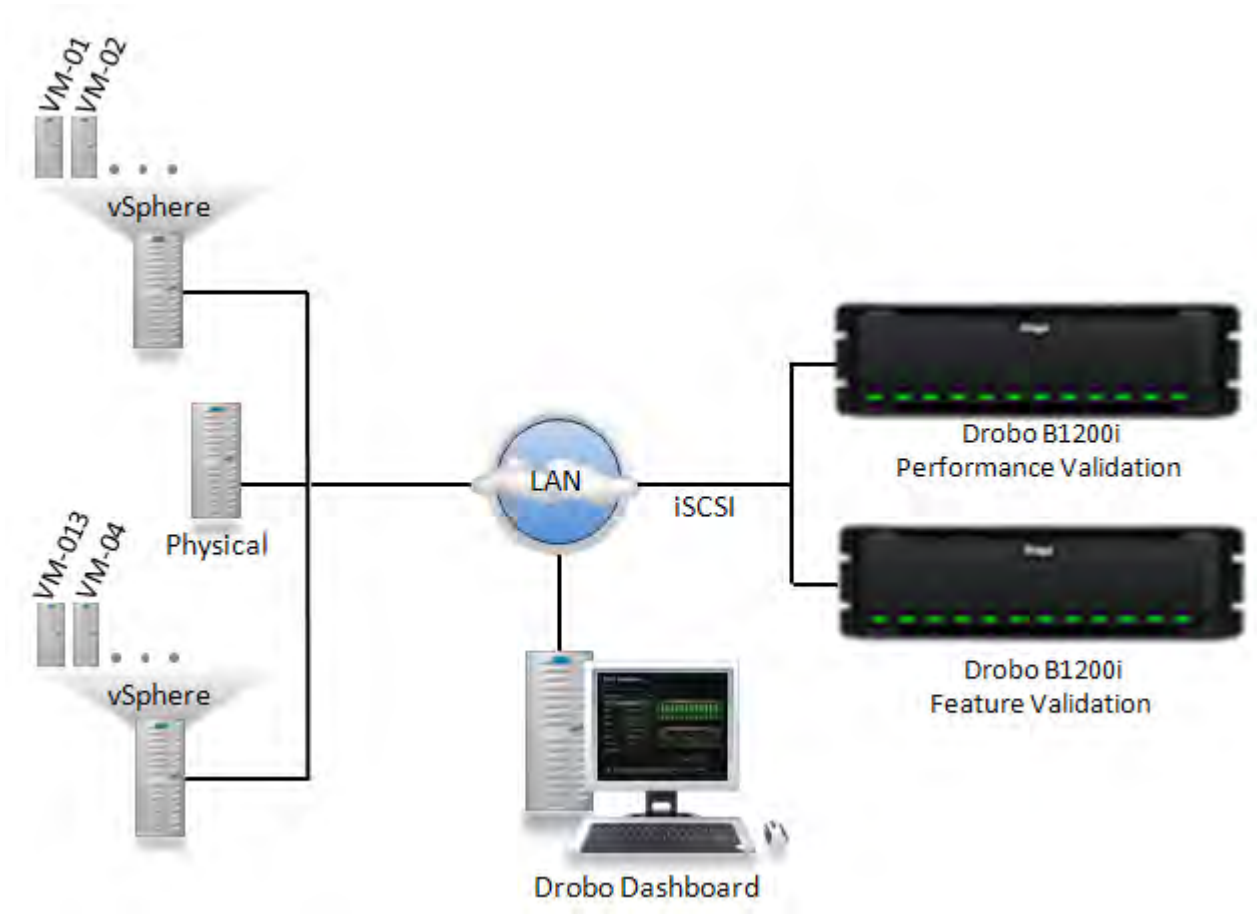 VM-01
VM-02
vSphere
Physical
VM-013
VM-04
vSphere
LAN
iSCSI
Drobo B1200i
Performance Validation
Drobo B1200i
Feature Validation
Drobo Dashboard